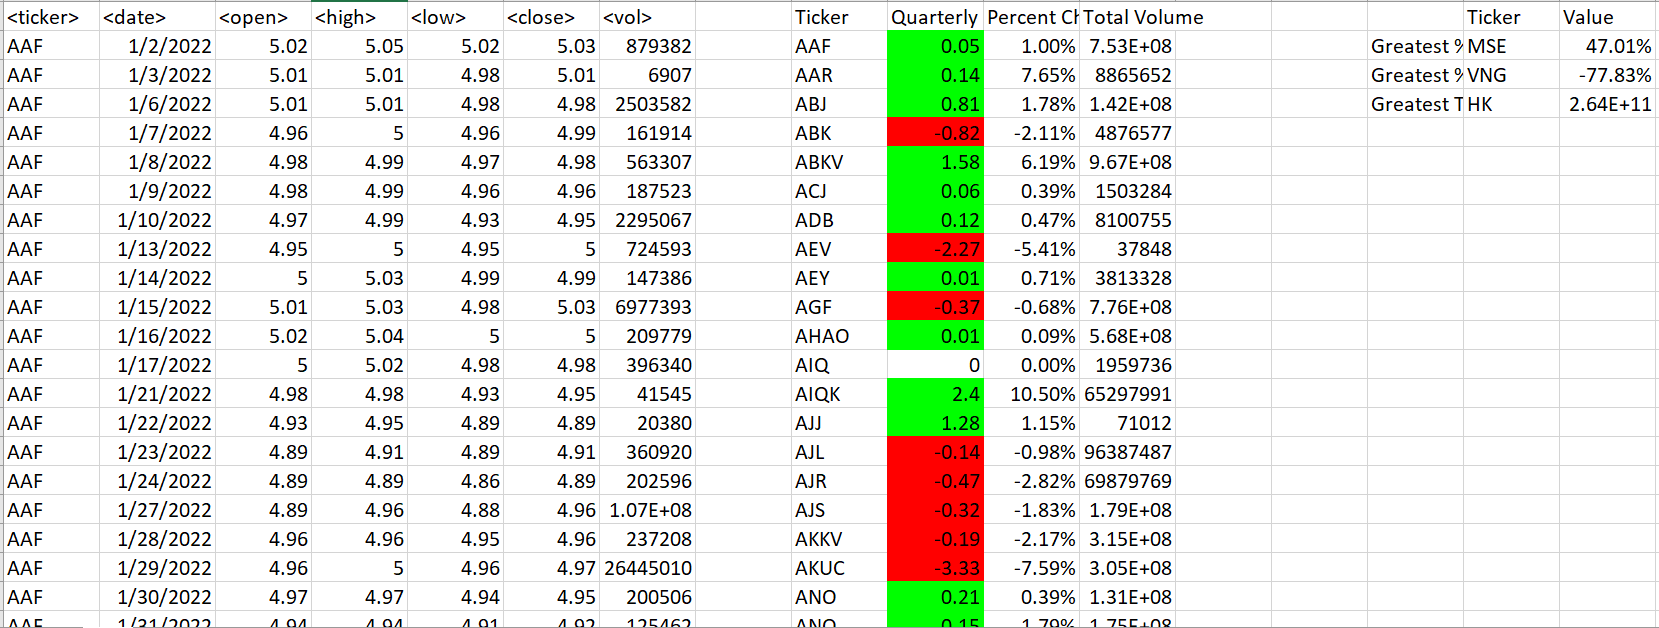 <ticker> <date> <open> <high> <low> <close> <vol> Ticker Quarterly Percent Ch Total Volume Ticker Value
AAF 1/2/2022 5.02 5.05 5.02 5.03 879382 AAF 0.05 1.00% 7.53E+08 Greatest % MSE 47.01%
AAF 1/3/2022 5.01 5.01 4.98 5.01 6907 AAR 0.14 7.65% 8865652 Greatest % VNG -77.83%
AAF 1/6/2022 5.01 5.01 4.98 4.98 2503582 ABJ 0.81 1.78% 1.42E+08 Greatest T HK 2.64E+11
AAF 1/7/2022 4.96 5 4.96 4.99 161914 ABK -0.82 -2.11% 4876577
AAF 1/8/2022 4.98 4.99 4.97 4.98 563307 ABKV 1.58 6.19% 9.67E+08
AAF 1/9/2022 4.98 4.99 4.96 4.96 187523 ACJ 0.06 0.39% 1503284
AAF 1/10/2022 4.97 4.99 4.93 4.95 2295067 ADB 0.12 0.47% 8100755
AAF 1/13/2022 4.95 5 4.95 5 724593 AEV -2.27 -5.41% 37848
AAF 1/14/2022 5 5.03 4.99 4.99 147386 AEY 0.01 0.71% 3813328
AAF 1/15/2022 5.01 5.03 4.98 5.03 6977393 AGF -0.37 -0.68% 7.76E+08
AAF 1/16/2022 5.02 5.04 5 5 209779 AHAO 0.01 0.09% 5.68E+08
AAF 1/17/2022 5 5.02 4.98 4.98 396340 AIQ 0 0.00% 1959736
AAF 1/21/2022 4.98 4.98 4.93 4.95 41545 AIQK 2.4 10.50% 65297991
AAF 1/22/2022 4.93 4.95 4.89 4.89 20380 AJJ 1.28 1.15% 71012
AAF 1/23/2022 4.89 4.91 4.89 4.91 360920 AJL -0.14 -0.98% 96387487
AAF 1/24/2022 4.89 4.89 4.86 4.89 202596 AJR -0.47 -2.82% 69879769
AAF 1/27/2022 4.89 4.96 4.88 4.96 1.07E+08 AJS -0.32 -1.83% 1.79E+08
AAF 1/28/2022 4.96 4.96 4.95 4.96 237208 AKKV -0.19 -2.17% 3.15E+08
AAF 1/29/2022 4.96 5 4.96 4.97 26445010 AKUC -3.33 -7.59% 3.05E+08
AAF 1/30/2022 4.97 4.97 4.94 4.95 200506 ANO 0.21 0.39% 1.31E+08
AAF 1/31/2022 4.94 4.94 4.91 4.92 125462 0.15 1.79% 1.75E+08